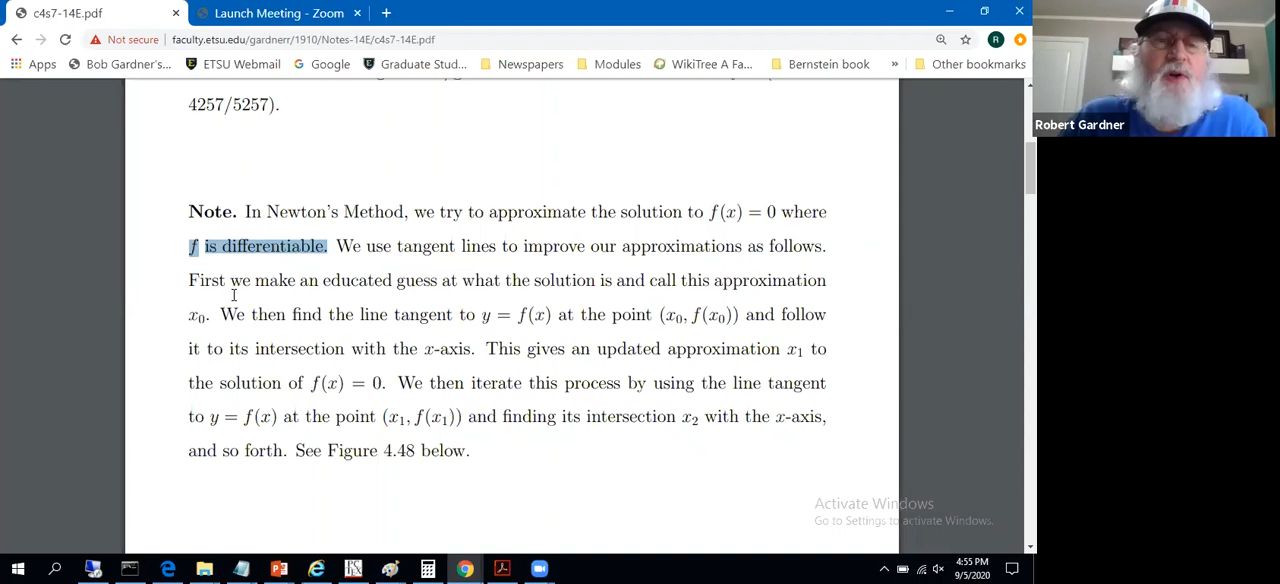 c4s7-14E.pdf
Launch Meeting - Zoom
Not secure
faculty.etsu.edu/gardnerr/1910/Notes-14E/c4s7-14E.pdf
R
Apps
Bob Gardner's...
ETSU Webmail
Google
Graduate Stud...
Newspapers
Modules
WikiTree A Fa...
Bernstein book
»
Other bookmarks
4257/5257).
Robert Gardner
Note. In Newton's Method, we try to approximate the solution to f(x) = 0 where
f is differentiable. We use tangent lines to improve our approximations as follows.
First we make an educated guess at what the solution is and call this approximation
x₀. We then find the line tangent to y = f(x) at the point (x₀, f(x₀)) and follow
it to its intersection with the x-axis. This gives an updated approximation x₁ to
the solution of f(x) = 0. We then iterate this process by using the line tangent
to y = f(x) at the point (x₁, f(x₁)) and finding its intersection x₂ with the x-axis,
and so forth. See Figure 4.48 below.
Activate Windows
Go to Settings to activate Windows.
4:55 PM
9/5/2020